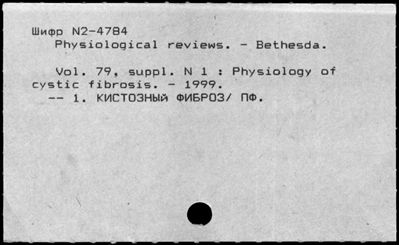 Шифр N2-4784
Physiological reviews. - Bethesda.
Vol. 79, suppl. N 1 : Physiology of
cystic fibrosis. - 1999.
-- 1. КИСТОЗНЫЙ ФИБРОЗ/ ПФ.